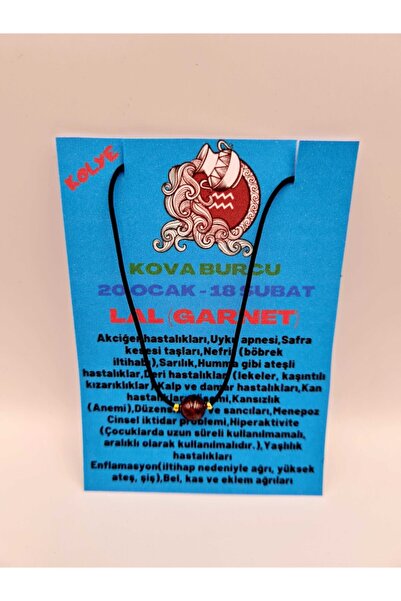 KOLYE
KOVA BURCU
20 OCAK - 18 ŞUBAT
LAL (GARNET)
Akciğer hastalıkları,Uyku apnesi,Safra
kesesi taşları,Nefrit (böbrek
iltihabı),Sarılık,Humma gibi ateşli
hastalıklar,Deri hastalıkları (lekeler, kaşıntılı
kızarıklıklar),Kalp ve damar hastalıkları,Kan
Kansızlık
(Anemi),Düzensiz sancıları,Menepoz
Cinsel iktidar problemi,Hiperaktivite
(Çocuklarda uzun süreli kullanılmamalı,
aralıklı olarak kullanılmalıdır.),Yaşlılık
hastalıkları
Enflamasyon(iltihap nedeniyle ağrı, yüksek
ateş, şiş),Bel, kas ve eklem ağrıları